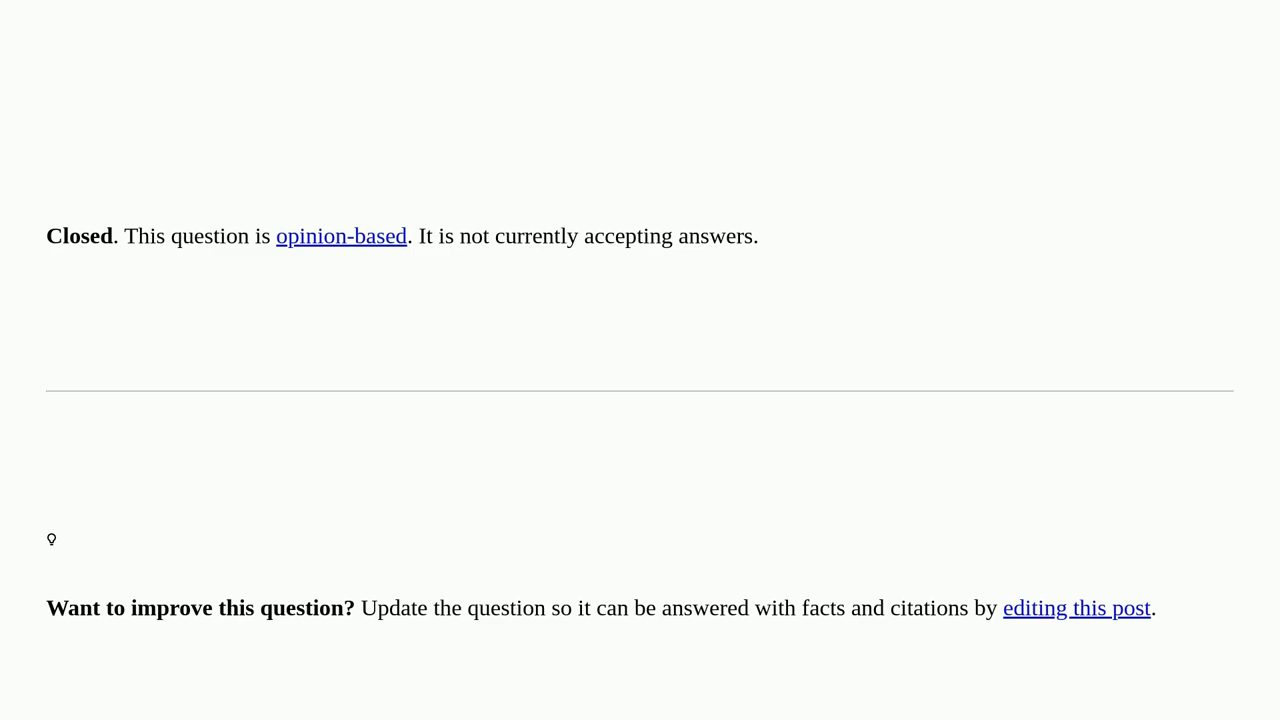 Closed. This question is opinion-based. It is not currently accepting answers.
Want to improve this question? Update the question so it can be answered with facts and citations by editing this post.